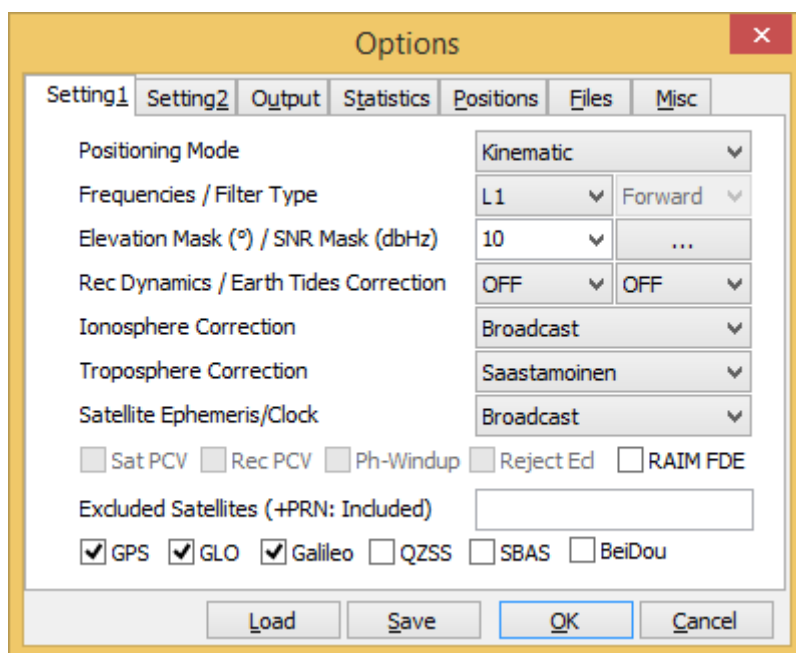 Options
Setting1 Setting2 Output Statistics Positions Files Misc
Positioning Mode Kinematic
Frequencies / Filter Type L1 Forward
Elevation Mask (°) / SNR Mask (dbHz) 10 ...
Rec Dynamics / Earth Tides Correction OFF OFF
Ionosphere Correction Broadcast
Troposphere Correction Saastamoinen
Satellite Ephemeris/Clock Broadcast
Sat PCV Rec PCV Ph-Windup Reject Ecl RAIM FDE
Excluded Satellites (+PRN: Included)
GPS GLO Galileo QZSS SBAS BeiDou
Load Save OK Cancel